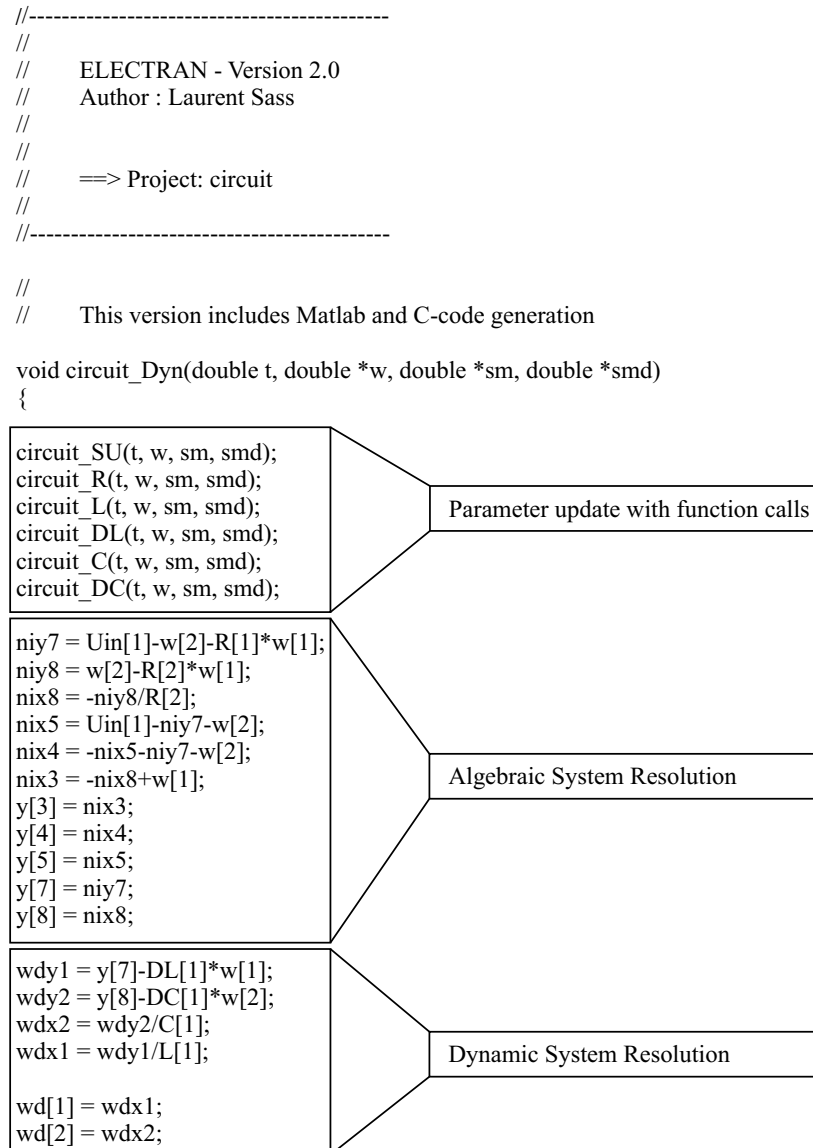 //--------------------------------------------
//
// ELECTRAN - Version 2.0
// Author : Laurent Sass
//
//
// ==> Project: circuit
//
//--------------------------------------------
//
// This version includes Matlab and C-code generation
void circuit_Dyn(double t, double *w, double *sm, double *smd)
{
circuit_SU(t, w, sm, smd);
circuit_R(t, w, sm, smd);
circuit_L(t, w, sm, smd);
circuit_DL(t, w, sm, smd);
circuit_C(t, w, sm, smd);
circuit_DC(t, w, sm, smd);
Parameter update with function calls
niy7 = Uin[1]-w[2]-R[1]*w[1];
niy8 = w[2]-R[2]*w[1];
nix8 = -niy8/R[2];
nix5 = Uin[1]-niy7-w[2];
nix4 = -nix5-niy7-w[2];
nix3 = -nix8+w[1];
y[3] = nix3;
y[4] = nix4;
y[5] = nix5;
y[7] = niy7;
y[8] = nix8;
Algebraic System Resolution
wdy1 = y[7]-DL[1]*w[1];
wdy2 = y[8]-DC[1]*w[2];
wdx2 = wdy2/C[1];
wdx1 = wdy1/L[1];
wd[1] = wdx1;
wd[2] = wdx2;
Dynamic System Resolution